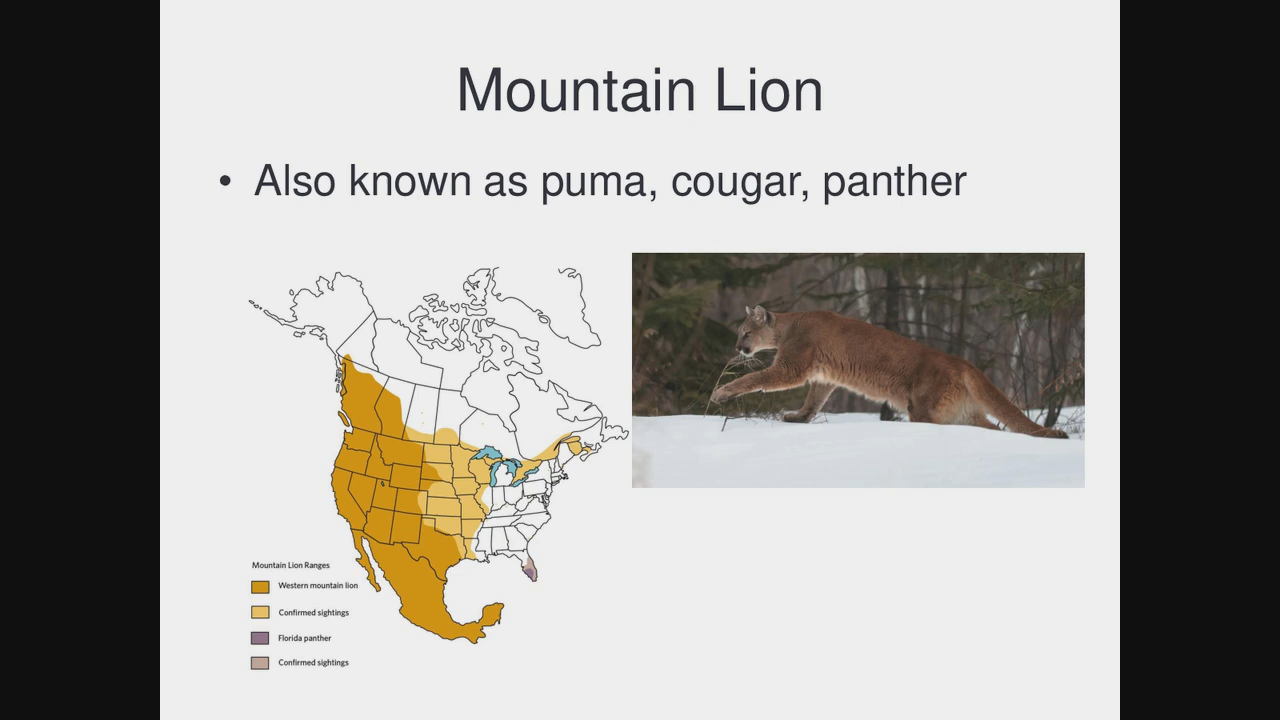 Mountain Lion
• Also known as puma, cougar, panther
Mountain Lion Ranges
Western mountain lion
Confirmed sightings
Florida panther
Confirmed sightings